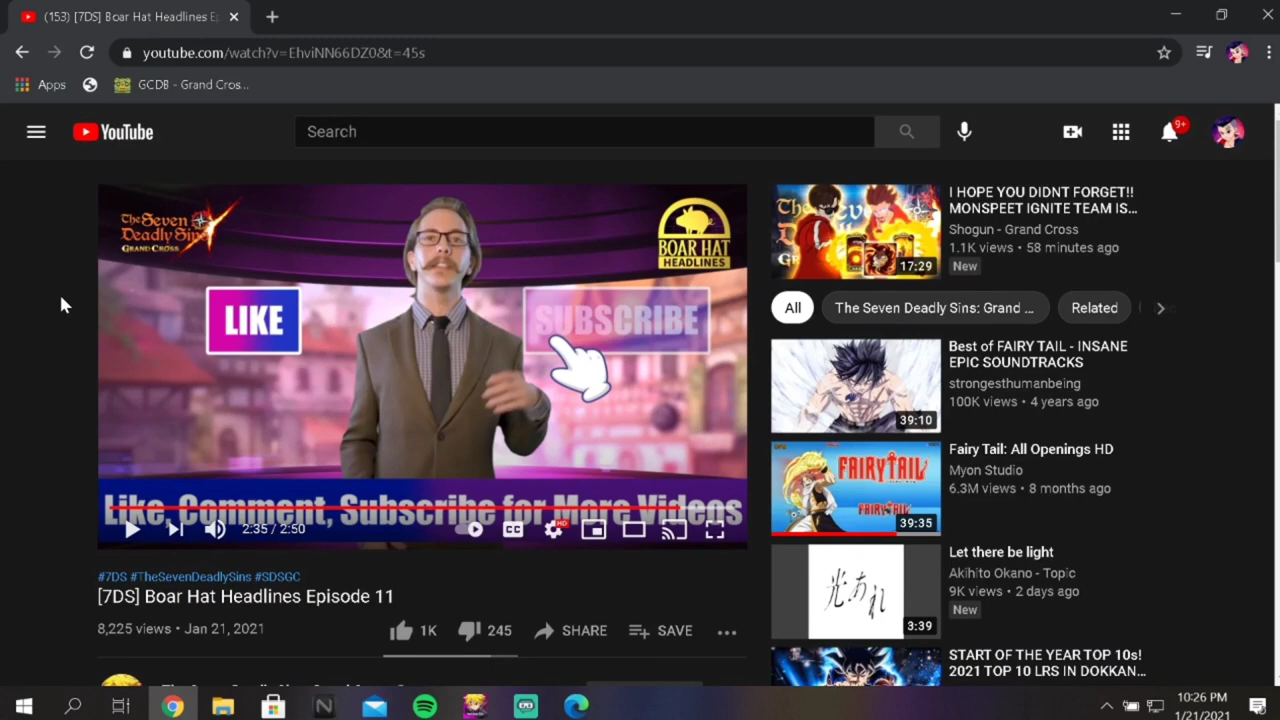 (153) [7DS] Boar Hat Headlines E
youtube.com/watch?v=EhviNN66DZ0&t=45s
Apps
GCDB - Grand Cros...
YouTube
Search
9+
The Seven
Deadly Sins
GRAND CROSS
BOAR HAT
HEADLINES
LIKE
SUBSCRIBE
Like, Comment, Subscribe for More Videos
2:35 / 2:50
CC
HD
#7DS #TheSevenDeadlySins #SDSGC
[7DS] Boar Hat Headlines Episode 11
8,225 views • Jan 21, 2021
1K
245
SHARE
SAVE
17:29
I HOPE YOU DIDNT FORGET!!
MONSPEET IGNITE TEAM IS...
Shogun - Grand Cross
1.1K views • 58 minutes ago
New
All
The Seven Deadly Sins: Grand ...
Related
39:10
Best of FAIRY TAIL - INSANE
EPIC SOUNDTRACKS
strongesthumanbeing
100K views • 4 years ago
FAIRY TAIL
39:35
Fairy Tail: All Openings HD
Myon Studio
6.3M views • 8 months ago
光あれ
3:39
Let there be light
Akihito Okano - Topic
9K views • 2 days ago
New
START OF THE YEAR TOP 10s!
2021 TOP 10 LRS IN DOKKAN...
10:26 PM
1/21/2021